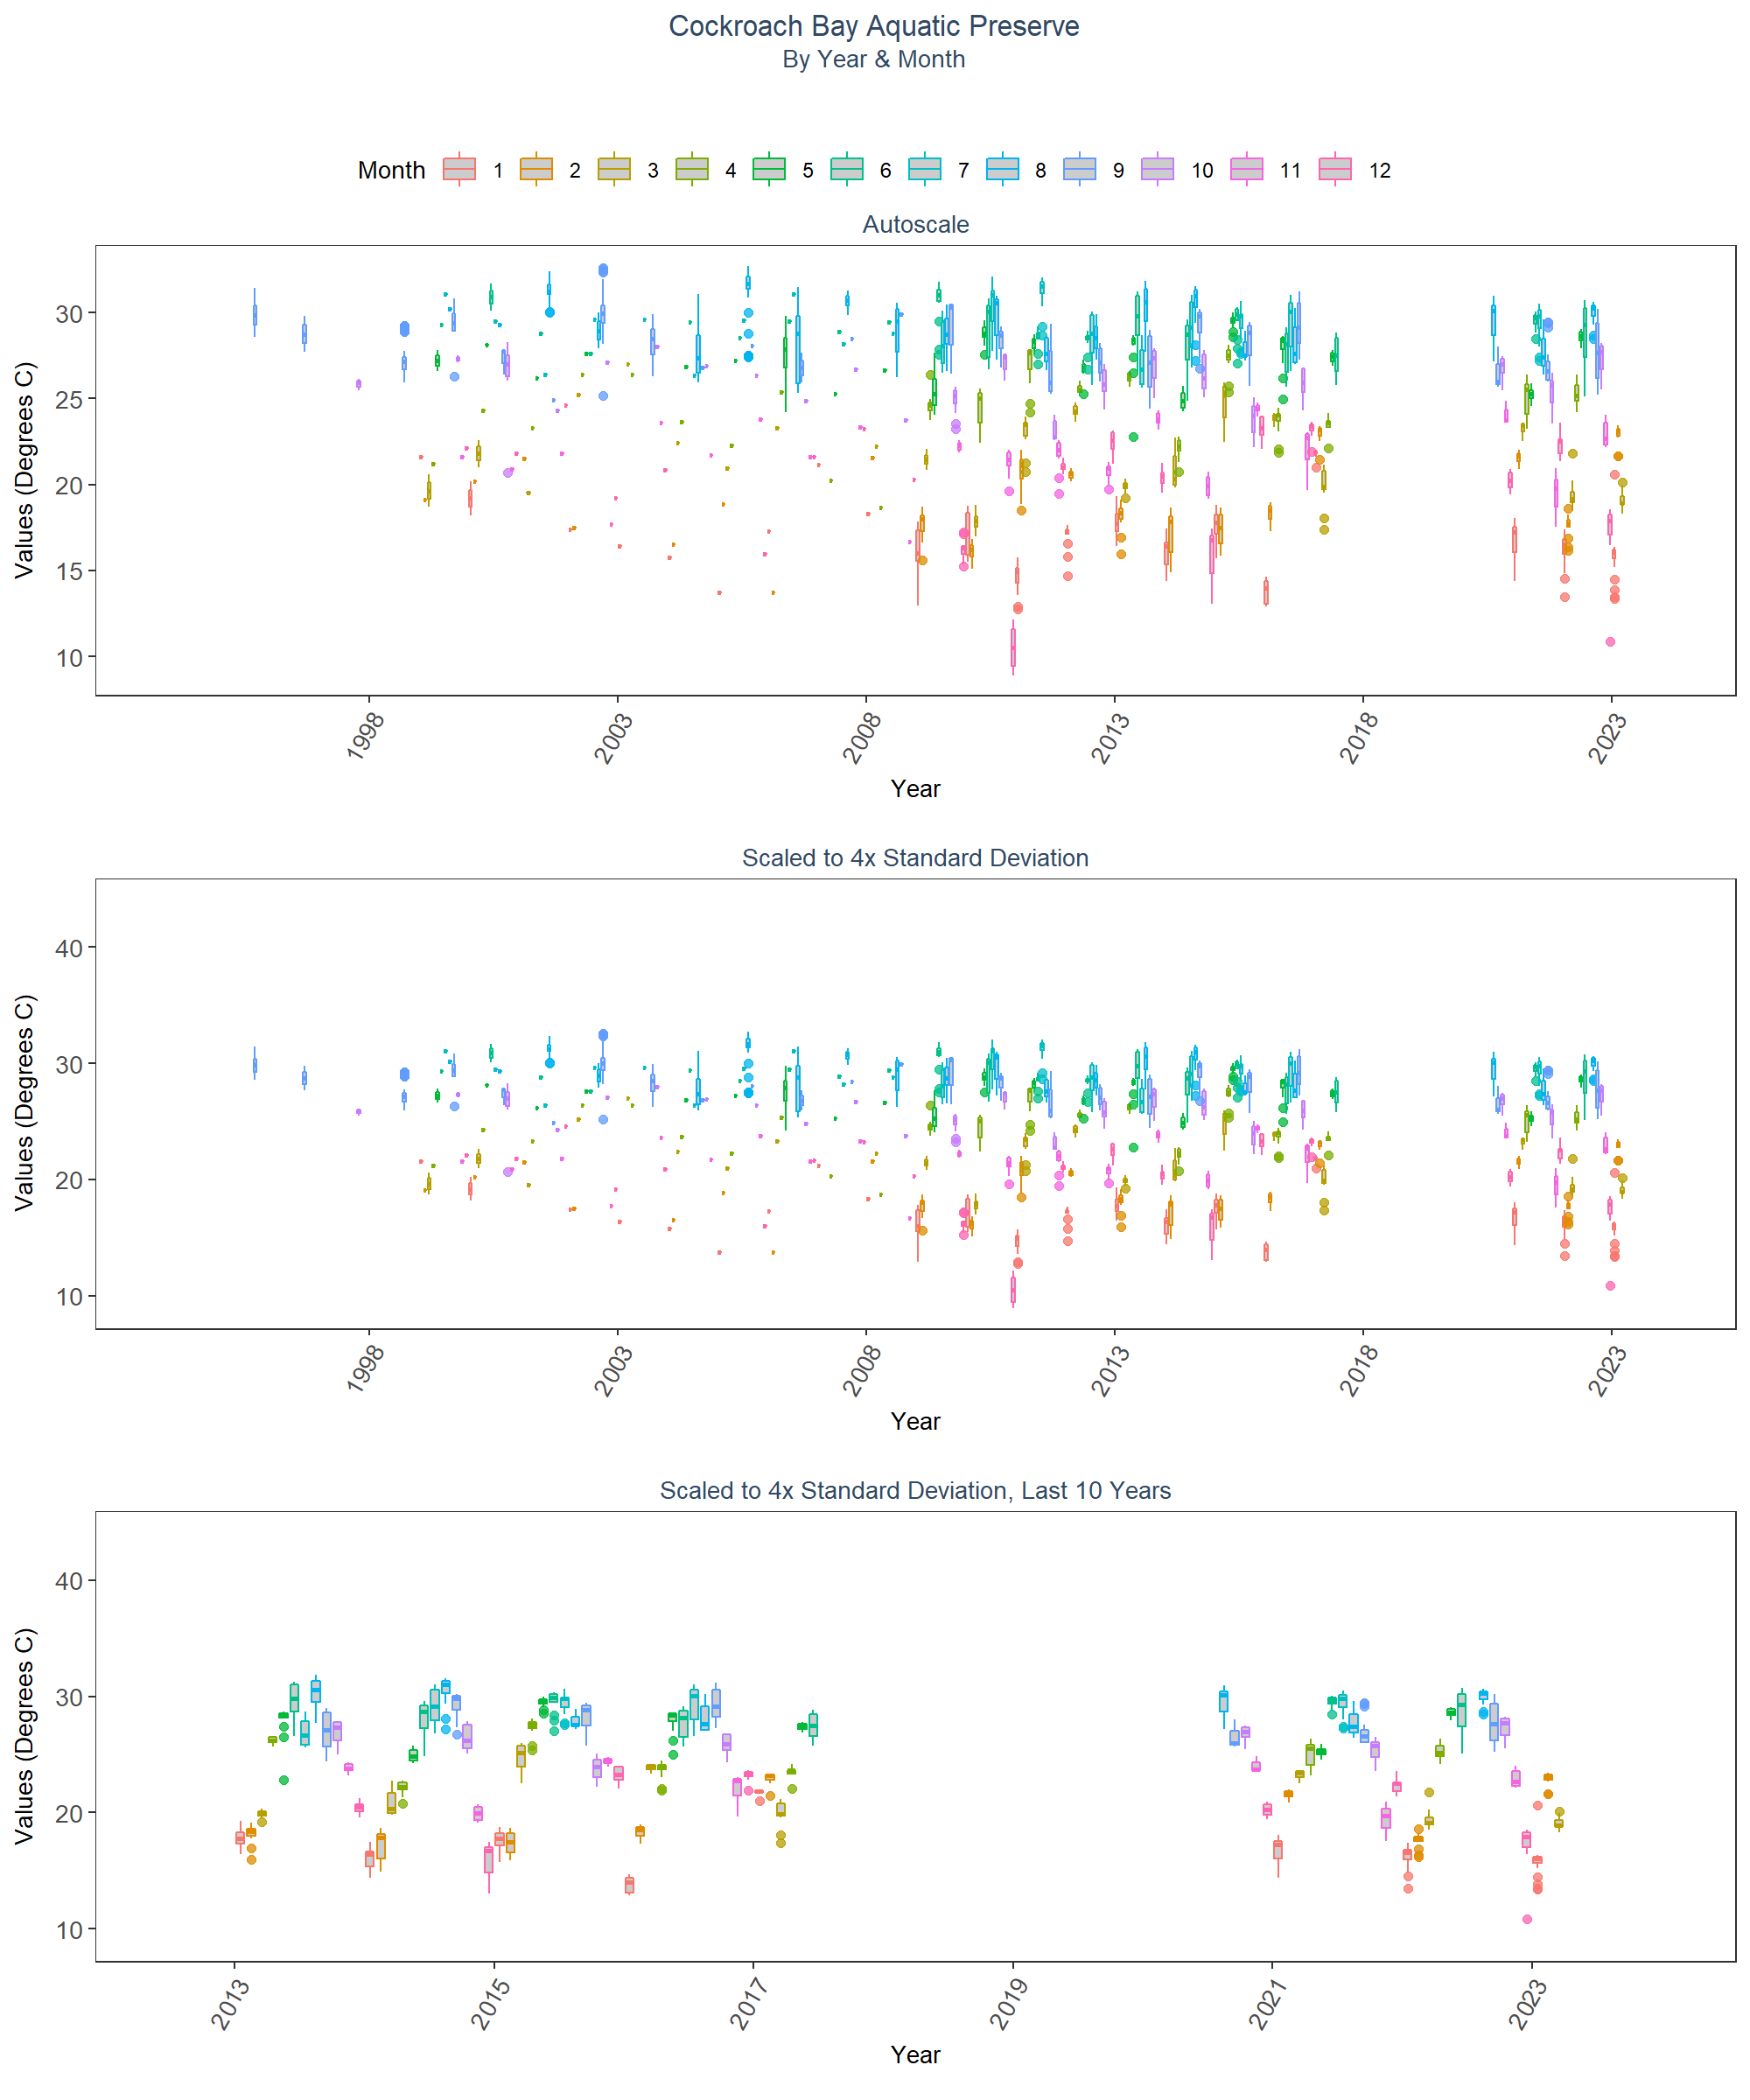 Cockroach Bay Aquatic Preserve
By Year & Month
Month 1 2 3 4 5 6 7 8 9 10 11 12
Autoscale
Values (Degrees C)
30
25
20
15
10
1998 2003 2008 2013 2018 2023
Year
Scaled to 4x Standard Deviation
Values (Degrees C)
40
30
20
10
1998 2003 2008 2013 2018 2023
Year
Scaled to 4x Standard Deviation, Last 10 Years
Values (Degrees C)
40
30
20
10
2013 2015 2017 2019 2021 2023
Year